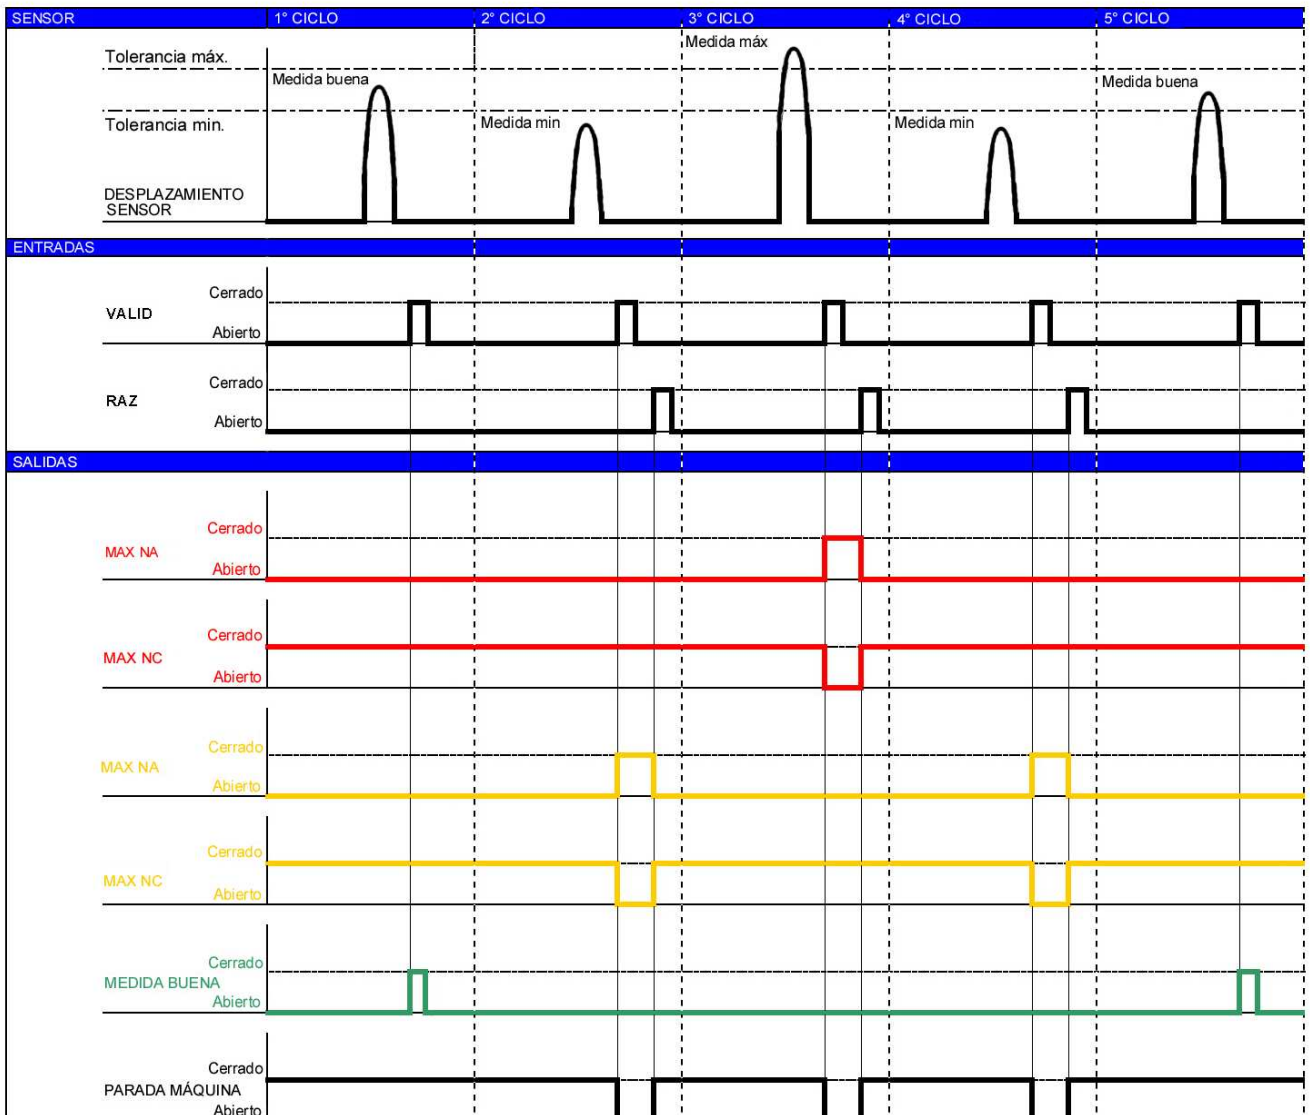 SENSOR 1° CICLO 2° CICLO 3° CICLO 4° CICLO 5° CICLO
Medida máx
Tolerancia máx.
Medida buena Medida buena
Tolerancia min. Medida min Medida min
DESPLAZAMIENTO
SENSOR
ENTRADAS
Cerrado
VALID
Abierto
Cerrado
RAZ
Abierto
SALIDAS
Cerrado
MAX NA
Abierto
Cerrado
MAX NC
Abierto
Cerrado
MAX NA
Abierto
Cerrado
MAX NC
Abierto
Cerrado
MEDIDA BUENA
Abierto
Cerrado
PARADA MÁQUINA
Abierto